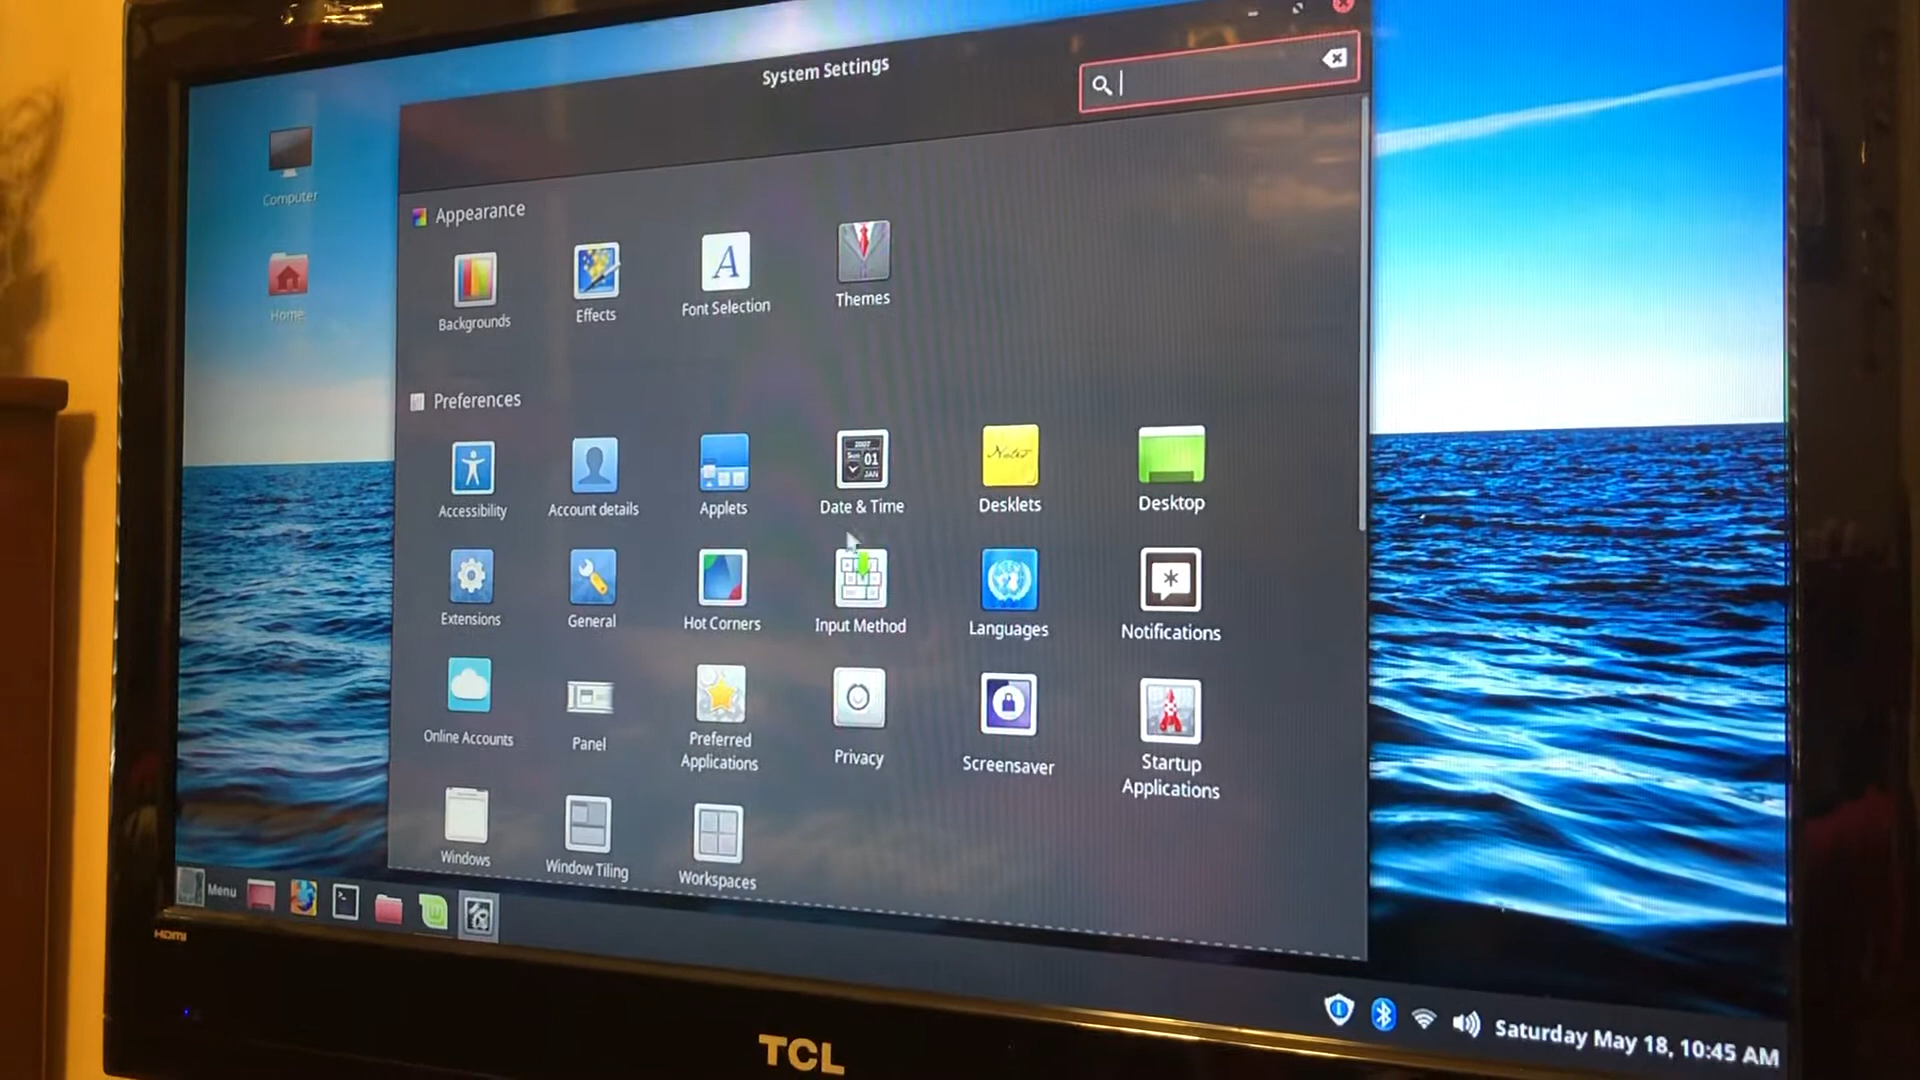 System Settings
Computer
Home
Appearance
Backgrounds
Effects
Font Selection
Themes
Preferences
Accessibility
Account details
Applets
Date & Time
Desklets
Desktop
Extensions
General
Hot Corners
Input Method
Languages
Notifications
Online Accounts
Panel
Preferred
Applications
Privacy
Screensaver
Startup
Applications
Windows
Window Tiling
Workspaces
Menu
Saturday May 18, 10:45 AM
HDMI
TCL